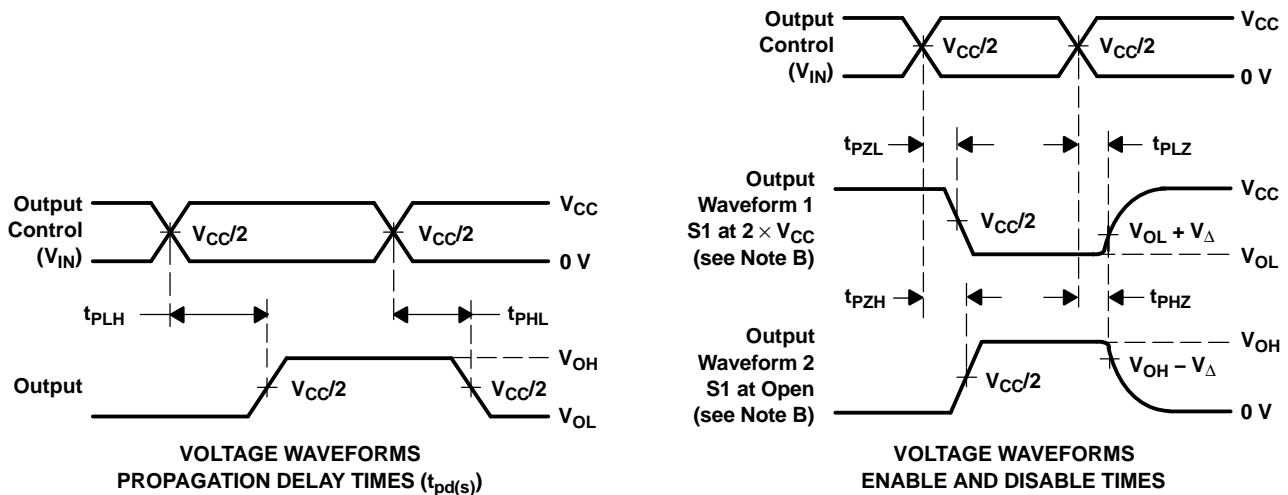 Output
Control
(VIN)
VCC/2
VCC/2
VCC
0 V
tPLH
tPHL
Output
VCC/2
VCC/2
VOH
VOL
VOLTAGE WAVEFORMS
PROPAGATION DELAY TIMES (tpd(s))
Output
Control
(VIN)
VCC/2
VCC/2
VCC
0 V
tPZL
tPLZ
Output
Waveform 1
S1 at 2 × VCC
(see Note B)
VCC/2
VCC
VOL + VΔ
VOL
tPZH
tPHZ
Output
Waveform 2
S1 at Open
(see Note B)
VCC/2
VOH
VOH − VΔ
0 V
VOLTAGE WAVEFORMS
ENABLE AND DISABLE TIMES